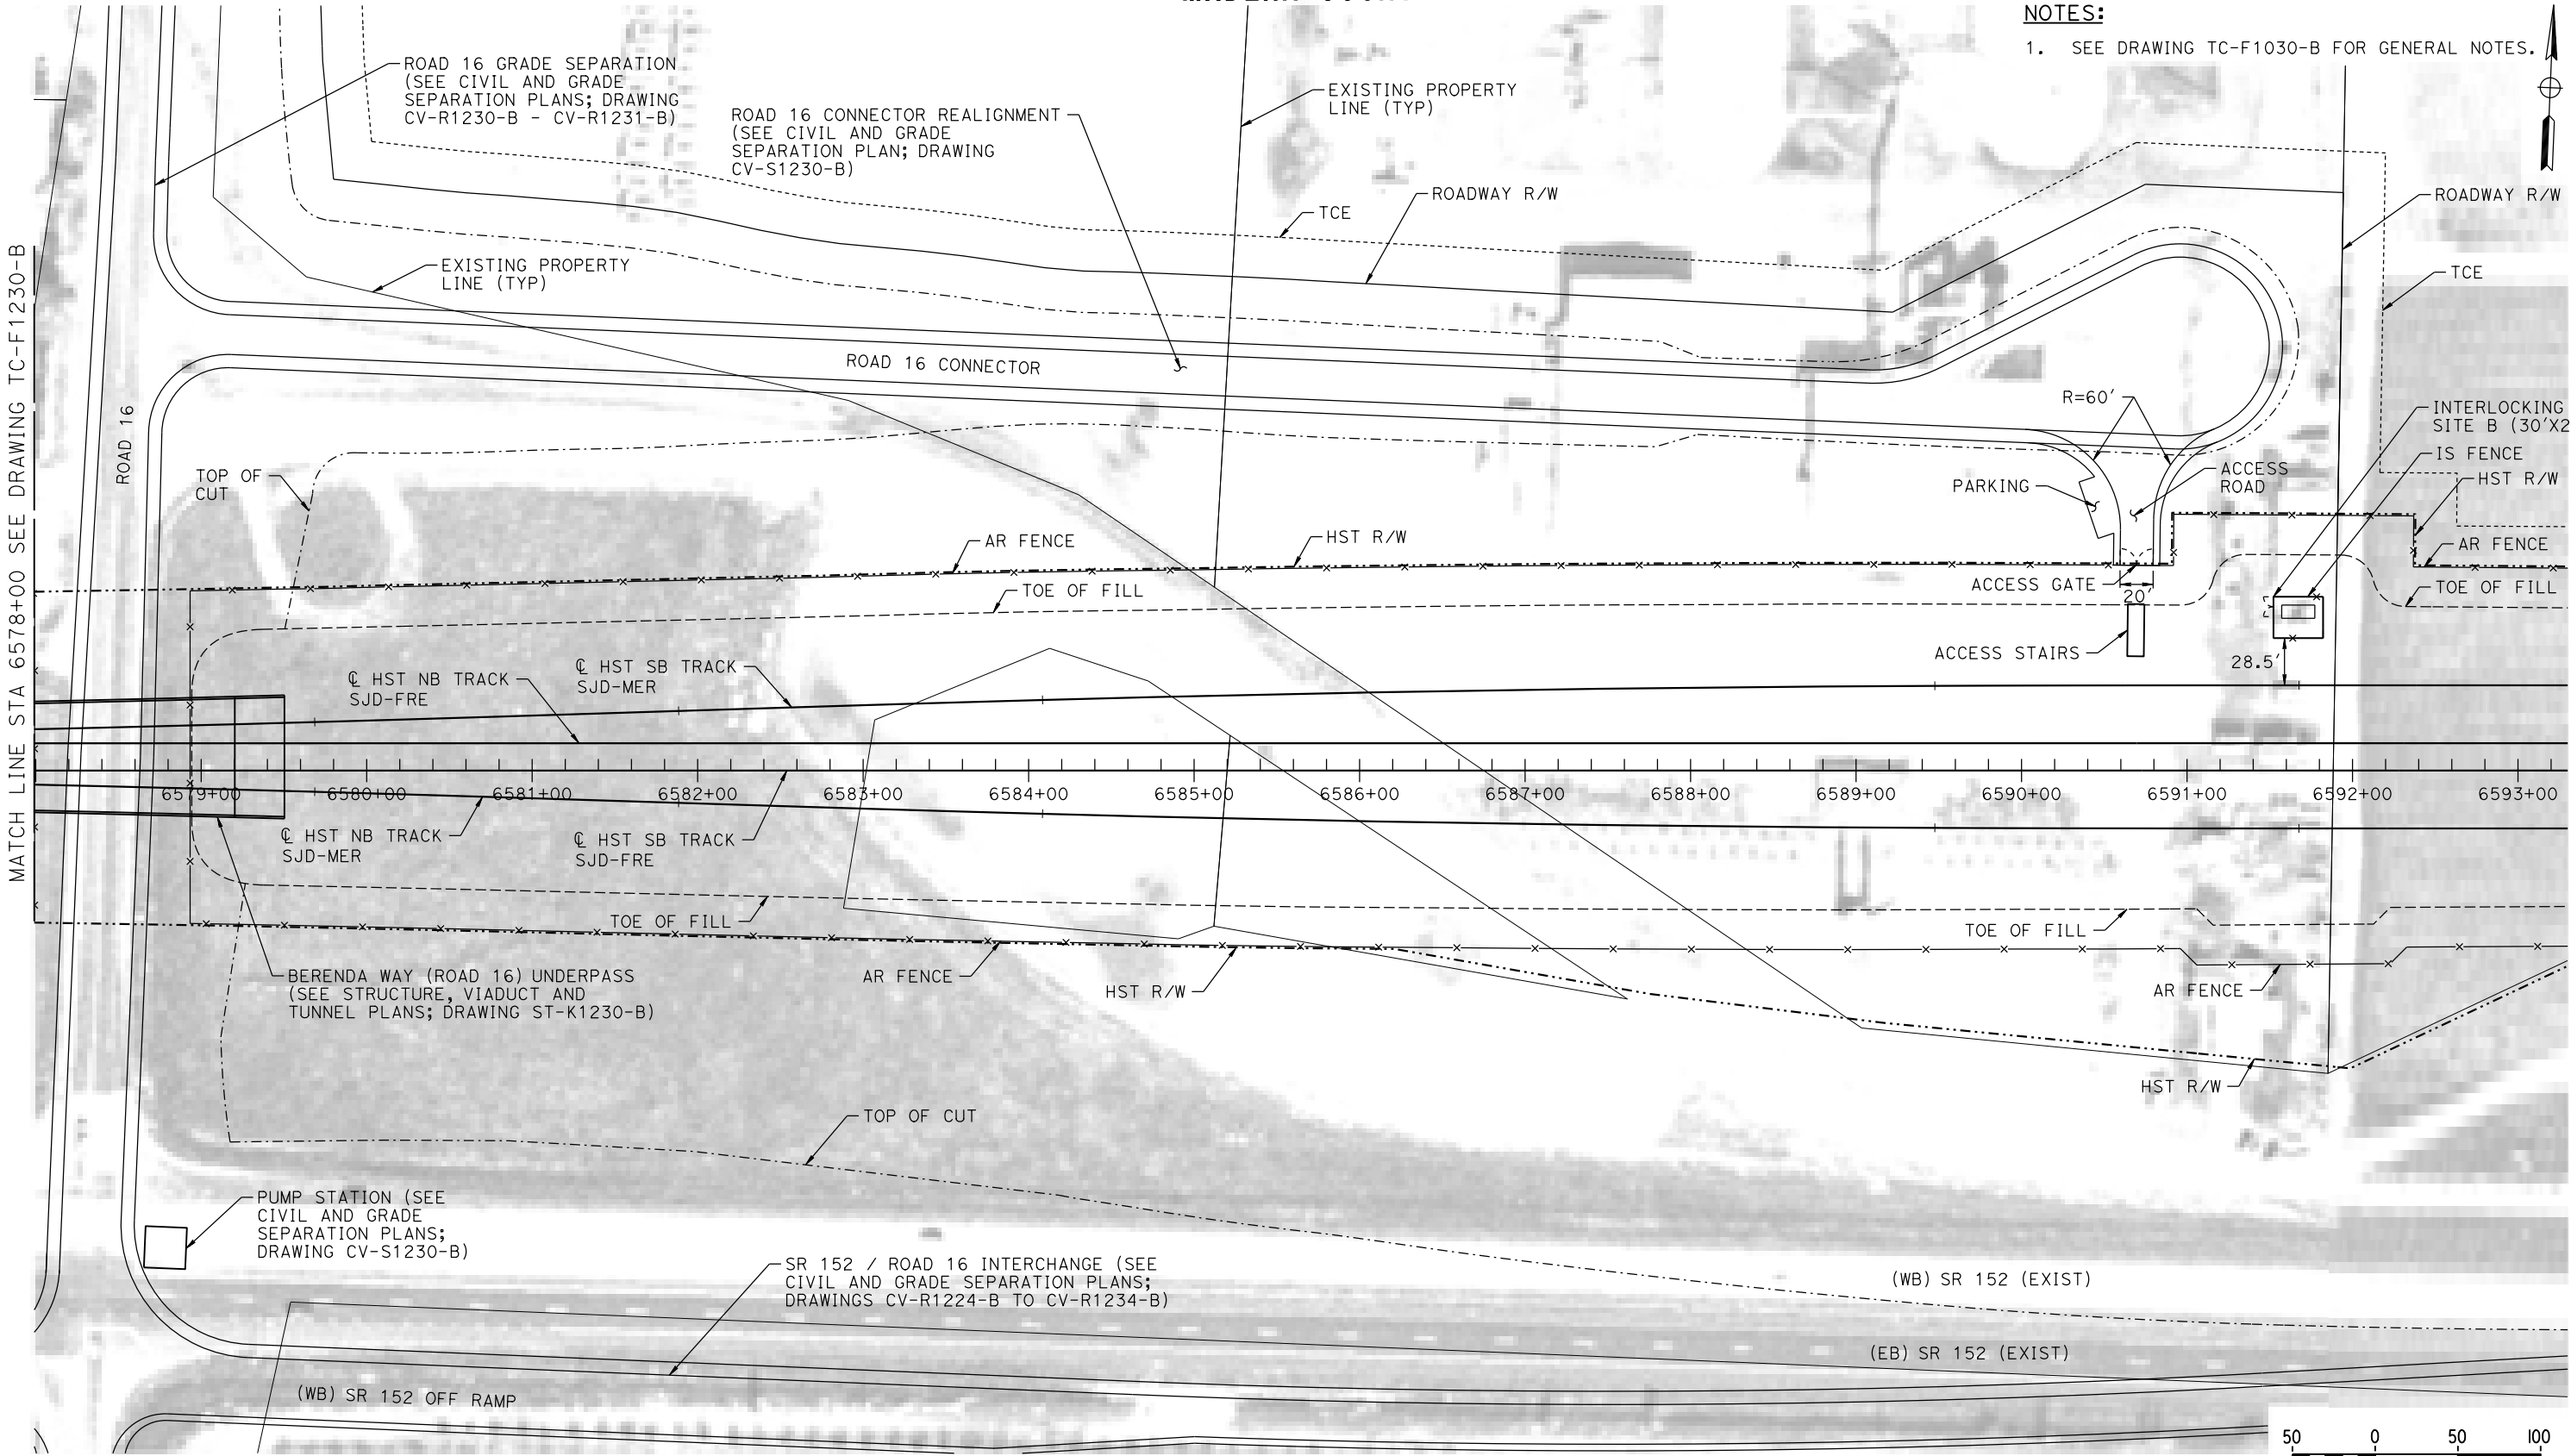 NOTES:
1. SEE DRAWING TC-F1030-B FOR GENERAL NOTES.
ROAD 16 GRADE SEPARATION
(SEE CIVIL AND GRADE
SEPARATION PLANS; DRAWING
CV-R1230-B - CV-R1231-B)
ROAD 16 CONNECTOR REALIGNMENT
(SEE CIVIL AND GRADE
SEPARATION PLAN; DRAWING
CV-S1230-B)
EXISTING PROPERTY
LINE (TYP)
ROADWAY R/W
TCE
ROADWAY R/W
TCE
EXISTING PROPERTY
LINE (TYP)
MATCH LINE STA 6578+00 SEE DRAWING TC-F1230-B
ROAD 16
ROAD 16 CONNECTOR
R=60'
INTERLOCKING
SITE B (30'X2
IS FENCE
HST R/W
AR FENCE
TOE OF FILL
ACCESS
ROAD
PARKING
TOP OF
CUT
AR FENCE
HST R/W
TOE OF FILL
ACCESS GATE
20'
ACCESS STAIRS
28.5'
℄ HST NB TRACK
SJD-FRE
℄ HST SB TRACK
SJD-MER
6579+00 6580+00 6581+00 6582+00 6583+00 6584+00 6585+00 6586+00 6587+00 6588+00 6589+00 6590+00 6591+00 6592+00 6593+00
℄ HST NB TRACK
SJD-MER
℄ HST SB TRACK
SJD-FRE
TOE OF FILL
TOE OF FILL
BERENDA WAY (ROAD 16) UNDERPASS
(SEE STRUCTURE, VIADUCT AND
TUNNEL PLANS; DRAWING ST-K1230-B)
AR FENCE
HST R/W
AR FENCE
HST R/W
TOP OF CUT
PUMP STATION (SEE
CIVIL AND GRADE
SEPARATION PLANS;
DRAWING CV-S1230-B)
SR 152 / ROAD 16 INTERCHANGE (SEE
CIVIL AND GRADE SEPARATION PLANS;
DRAWINGS CV-R1224-B TO CV-R1234-B)
(WB) SR 152 (EXIST)
(EB) SR 152 (EXIST)
(WB) SR 152 OFF RAMP
50 0 50 100